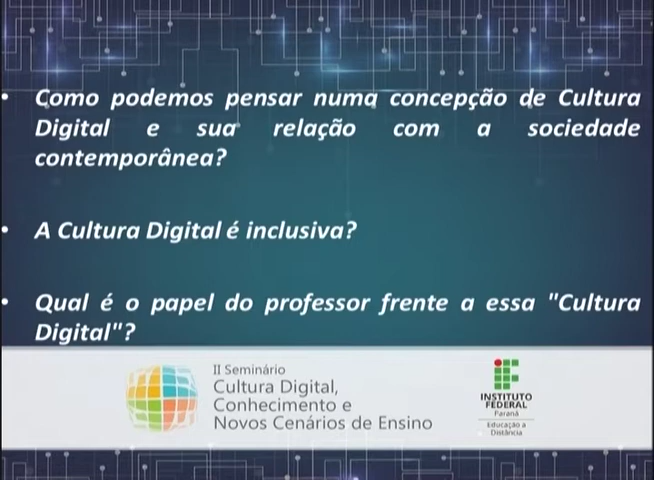 • Como podemos pensar numa concepção de Cultura
Digital e sua relação com a sociedade
contemporânea?
• A Cultura Digital é inclusiva?
• Qual é o papel do professor frente a essa "Cultura
Digital"?
II Seminário
Cultura Digital,
Conhecimento e
Novos Cenários de Ensino
INSTITUTO
FEDERAL
Paraná
Educação a
Distância